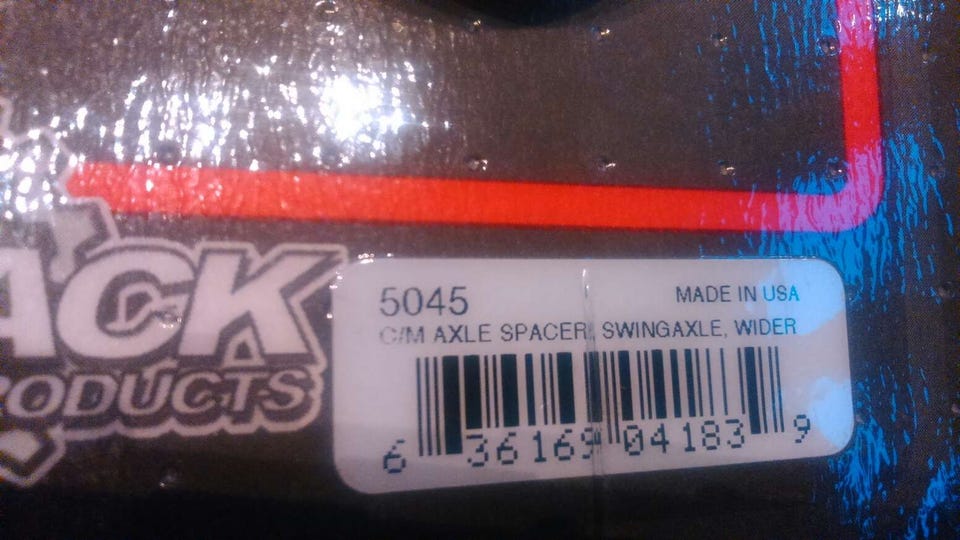 ACK
PRODUCTS
5045
MADE IN USA
C/M AXLE SPACER, SWINGAXLE, WIDER
6 36169 04183 9